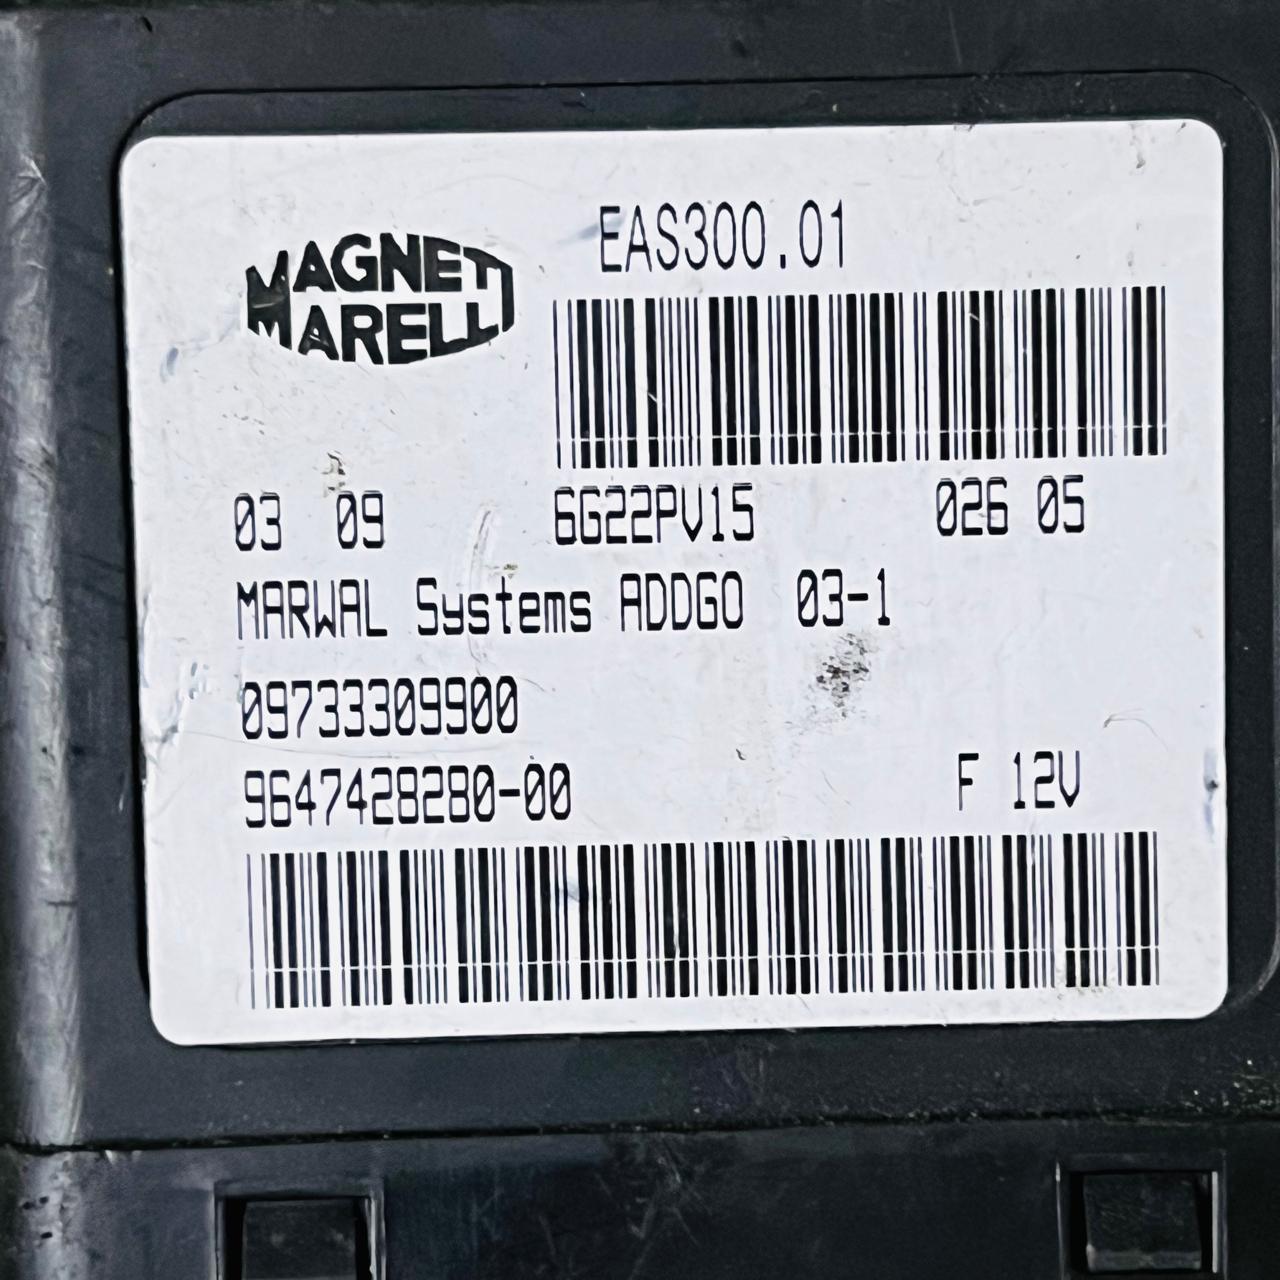 EAS300.01
MAGNETI
MARELLI
03 09 6G22PV15 026 05
MARWAL Systems ADDGO 03-1
09733309900
9647428280-00 F 12V